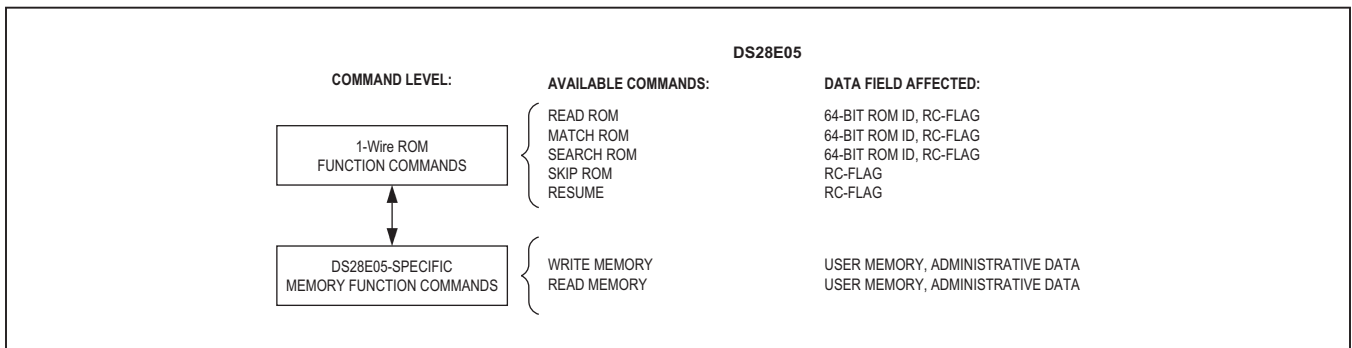 DS28E05
COMMAND LEVEL: AVAILABLE COMMANDS: DATA FIELD AFFECTED:
1-Wire ROM
FUNCTION COMMANDS
READ ROM 64-BIT ROM ID, RC-FLAG
MATCH ROM 64-BIT ROM ID, RC-FLAG
SEARCH ROM 64-BIT ROM ID, RC-FLAG
SKIP ROM RC-FLAG
RESUME RC-FLAG
DS28E05-SPECIFIC
MEMORY FUNCTION COMMANDS
WRITE MEMORY USER MEMORY, ADMINISTRATIVE DATA
READ MEMORY USER MEMORY, ADMINISTRATIVE DATA